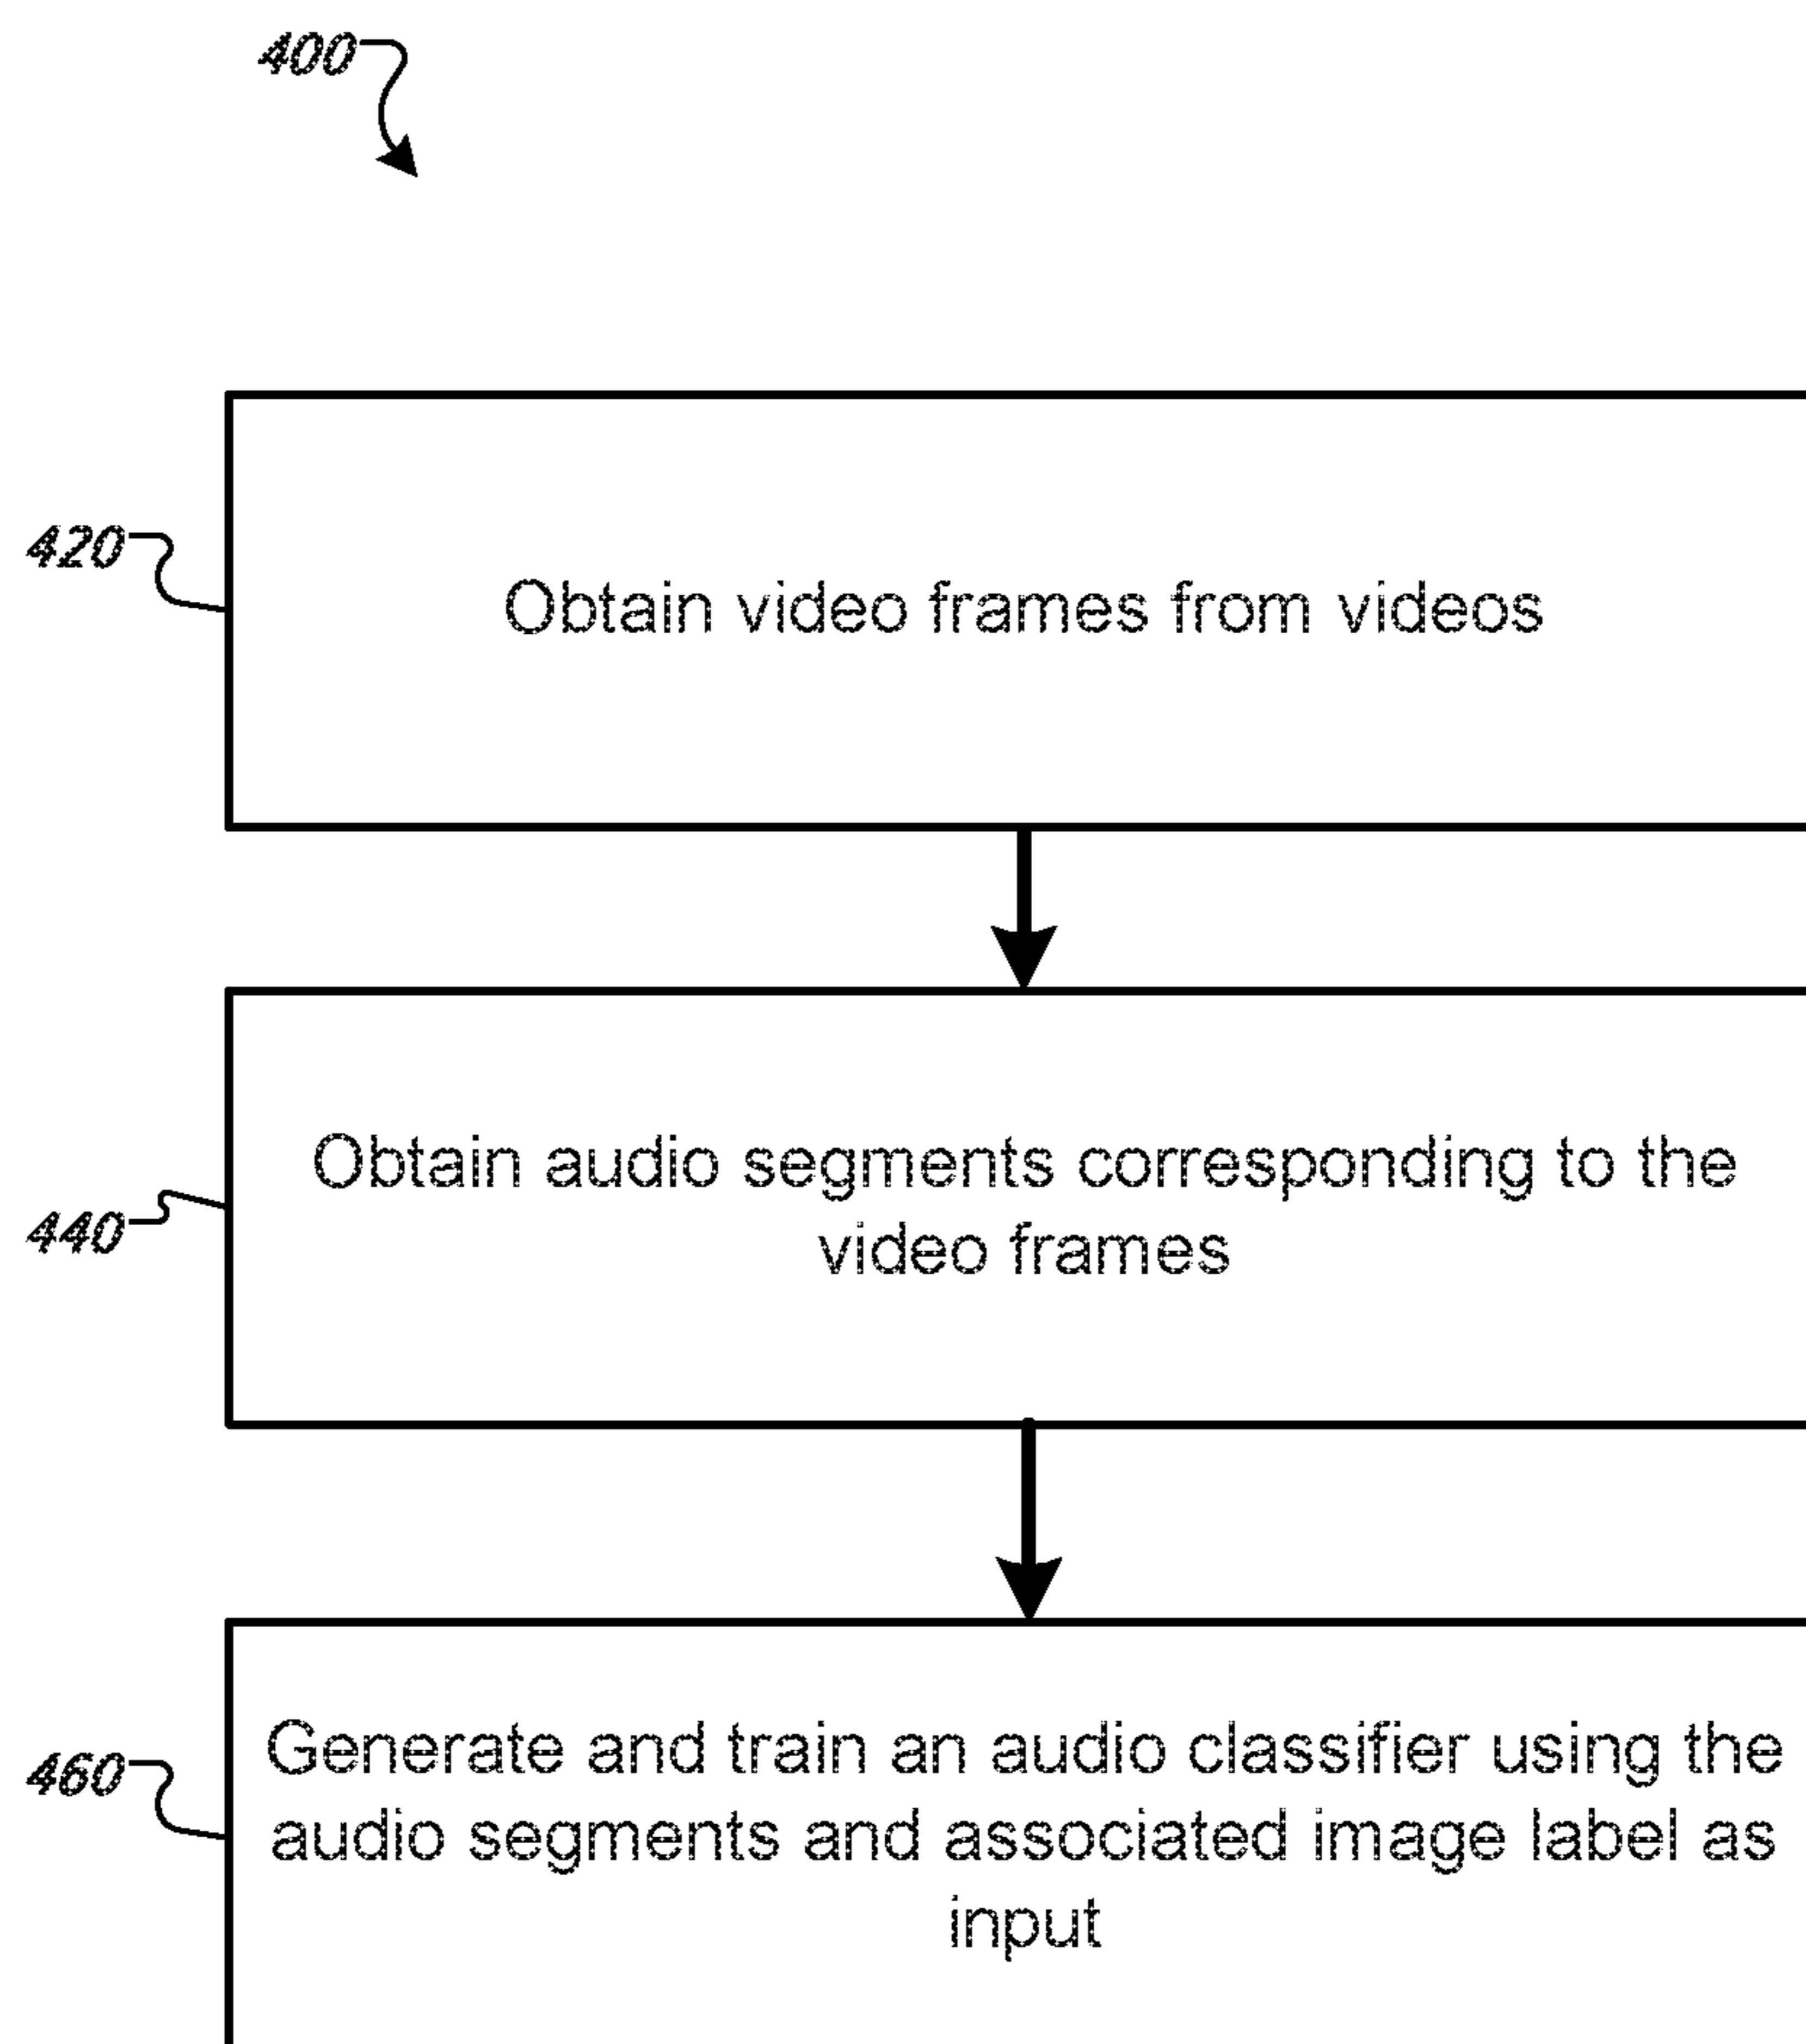 400
420
Obtain video frames from videos
Obtain audio segments corresponding to the
440
video frames
Generate and train an audio classifier using the
460
audio segments and associated image label as
input